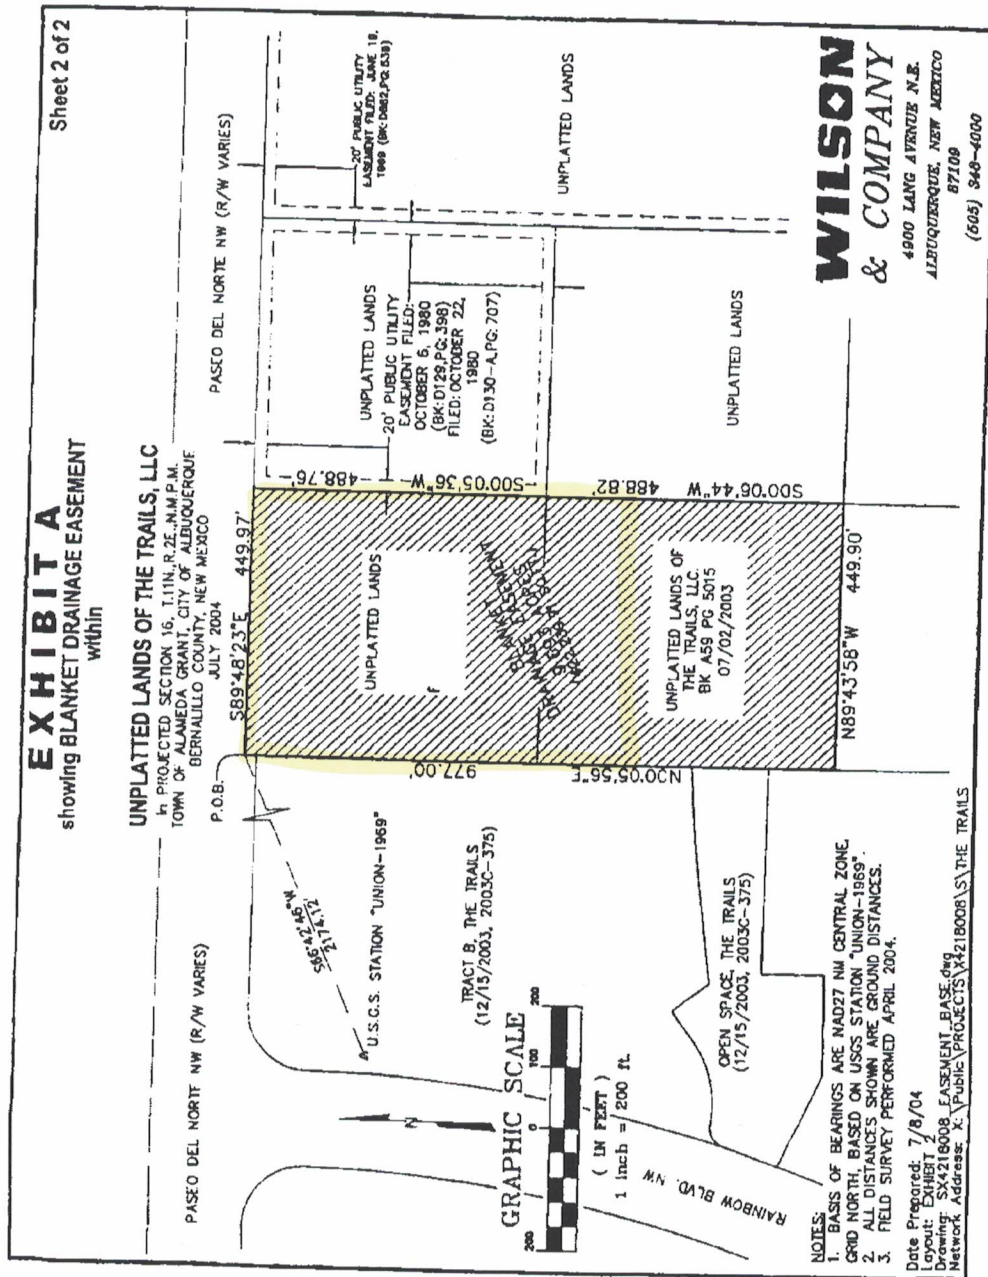 EXHIBIT A
showing BLANKET DRAINAGE EASEMENT
within
Sheet 2 of 2
UNPLATTED LANDS OF THE TRAILS, LLC
in PROJECTED SECTION 16, T.11N., R.2E., N.M.P.M.
TOWN OF ALAMEDA GRANT, CITY OF ALBUQUERQUE
BERNALILLO COUNTY, NEW MEXICO
JULY 2004
PASEO DEL NORTE NW (R/W VARIES)
PASEO DEL NORTE NW (R/W VARIES)
P.O.B.
S89°48'23"E 449.97'
S66°42'46"W
2174.12'
U.S.G.S. STATION "UNION-1969"
20' PUBLIC UTILITY
EASEMENT FILED: JUNE 19,
UNPLATTED LANDS
20' PUBLIC UTILITY
EASEMENT FILED:
OCTOBER 6, 1980
(BK: D129, PG: 398)
FILED: OCTOBER 22,
1980
(BK: D130-A, PG: 707)
UNPLATTED LANDS
UNPLATTED LANDS
BLANKET
DRAINAGE EASEMENT
488.76'
S00°05'36"W
488.82'
S00°06'44"W
977.00'
N00°05'56"E
TRACT B, THE TRAILS
(12/15/2003, 2003C-375)
UNPLATTED LANDS OF
THE TRAILS, LLC.
BK A59 PG 5015
07/02/2003
UNPLATTED LANDS
N89°43'58"W 449.90'
OPEN SPACE, THE TRAILS
(12/15/2003, 2003C-375)
N
GRAPHIC SCALE
200 0 100 200
( IN FEET )
1 inch = 200 ft.
RAINBOW BLVD. NW
NOTES:
1. BASIS OF BEARINGS ARE NAD27 NM CENTRAL ZONE,
GRID NORTH, BASED ON USGS STATION "UNION-1969".
2. ALL DISTANCES SHOWN ARE GROUND DISTANCES.
3. FIELD SURVEY PERFORMED APRIL 2004.
Date Prepared: 7/8/04
Layout: EXHIBIT 2
Drawing: SX4218008_EASEMENT_BASE.dwg
Network Address: X:\Public\PROJECTS\X4218008\S\THE TRAILS
WILSON
& COMPANY
4900 LANG AVENUE N.E.
ALBUQUERQUE, NEW MEXICO
87109
(505) 348-4000